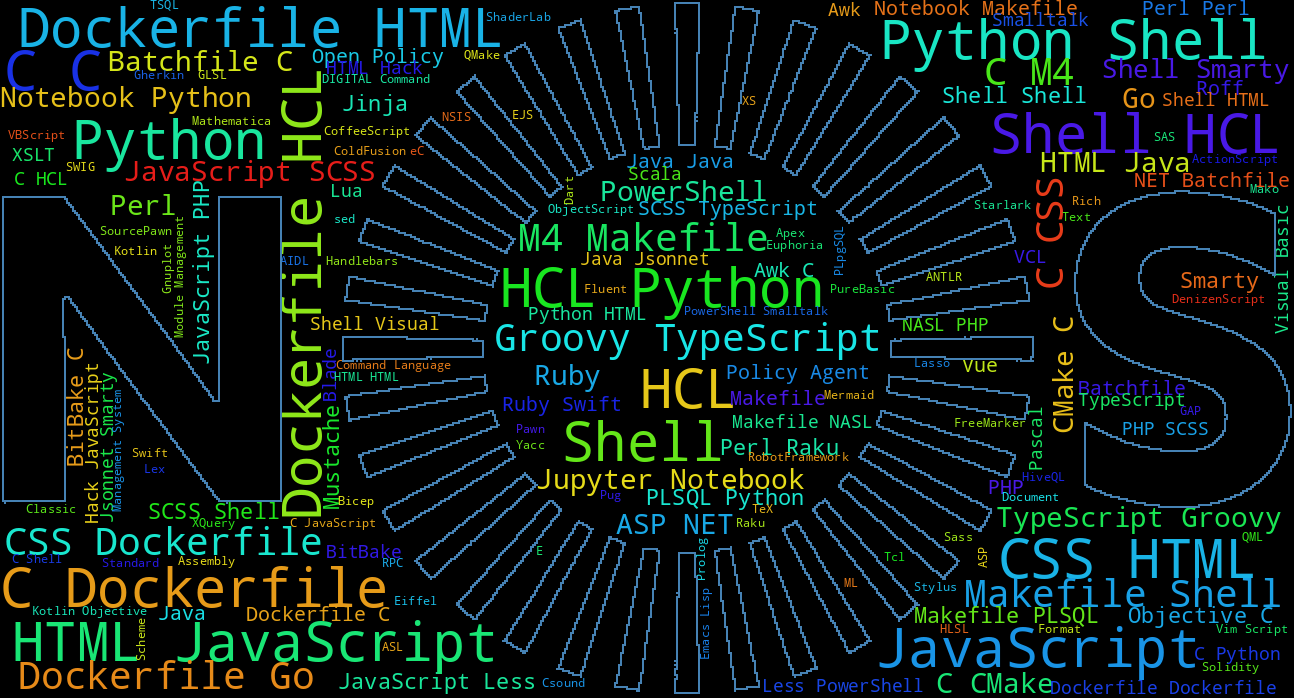 TSQL
Dockerfile HTML
ShaderLab
Awk
Notebook Makefile
Smalltalk
Perl Perl
C C
Batchfile C
Open Policy
HTML Hack
QMake
Python Shell
Gherkin
GLSL
DIGITAL Command
C M4
Shell Smarty
Roff
Notebook Python
HCL
Jinja
XS
Shell Shell
Go
Shell HTML
Mathematica
CoffeeScript
NSIS
EJS
Shell HCL
SAS
VBScript
Python
XSLT
SWIG
ColdFusion
eC
Java Java
HTML Java
ActionScript
C HCL
JavaScript SCSS
Scala
NET Batchfile
Mako
Lua
Dart
PowerShell
C CSS
Rich
Text
Perl
JavaScript PHP
sed
ObjectScript
SCSS TypeScript
Starlark
SourcePawn
Kotlin
Gnuplot
Module Management
AIDL
Handlebars
M4 Makefile
Apex
Euphoria
PLpgSQL
VCL
Visual Basic
Java Jsonnet
Awk C
ANTLR
Smarty
DenizenScript
HCL Python
Fluent
PureBasic
Python HTML
PowerShell Smalltalk
Dockerfile
Shell Visual
Groovy TypeScript
NASL PHP
CMake C
BitBake C
Hack JavaScript
Jsonnet Smarty
Management System
Blade
Command Language
HTML HTML
Ruby
HCL
Policy Agent
Lasso
Vue
Batchfile
TypeScript
GAP
Mustache
Ruby Swift
Makefile
Mermaid
Pawn
Makefile NASL
FreeMarker
Pascal
PHP SCSS
Swift
Lex
Yacc
Shell
Perl Raku
RobotFramework
Jupyter Notebook
HiveQL
PHP
Document
Classic
SCSS Shell
XQuery
Bicep
Pug
PLSQL Python
TeX
Raku
TypeScript Groovy
C JavaScript
ASP NET
CSS Dockerfile
BitBake
E
Prolog
Tcl
Sass
ASP
QML
C Shell
Standard
Assembly
RPC
CSS HTML
C Dockerfile
ML
Stylus
Makefile Shell
Kotlin Objective
Java
Dockerfile C
Eiffel
Emacs Lisp
Makefile PLSQL
Objective C
HTML JavaScript
Scheme
ASL
HLSL
Format
Vim Script
JavaScript
C Python
Solidity
Dockerfile Go
JavaScript Less
Csound
Less PowerShell
C CMake
Dockerfile Dockerfile